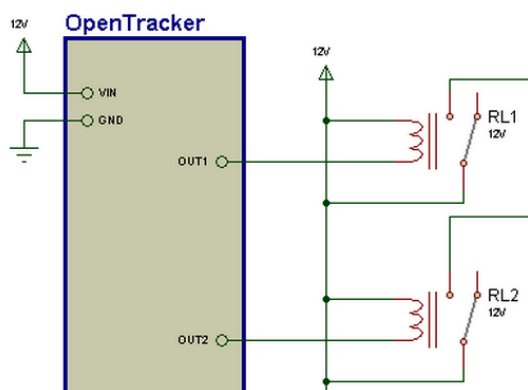 OpenTracker
12V
12V
VIN
GND
OUT1
RL1
12V
OUT2
RL2
12V